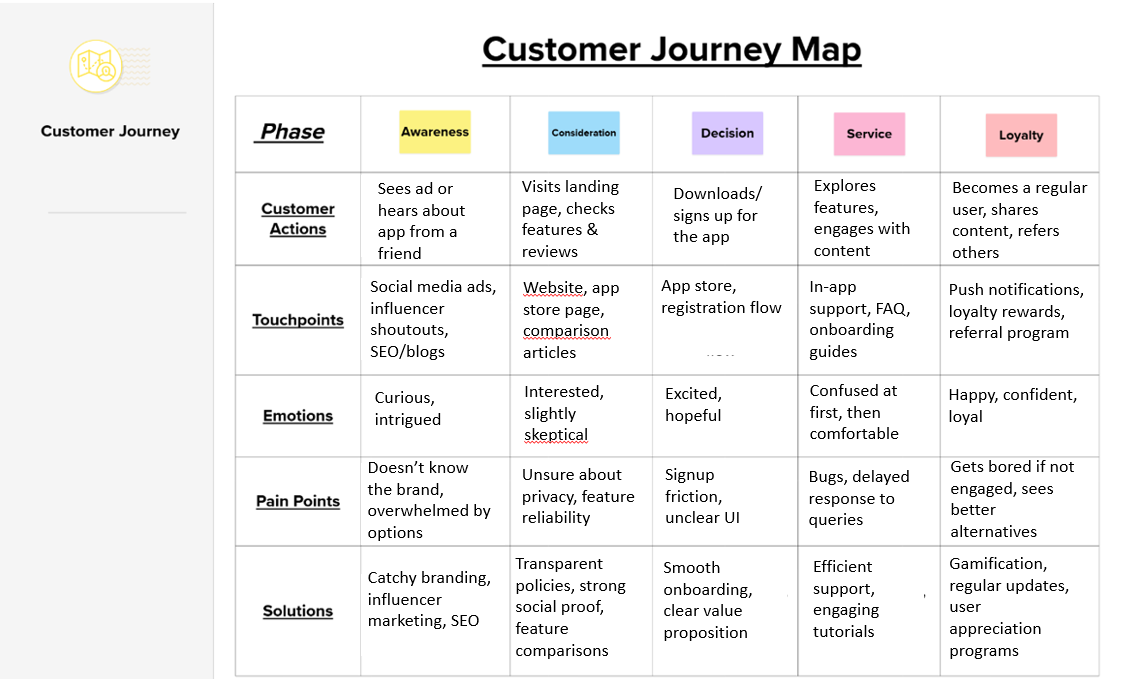 Customer Journey Map
Customer Journey
Phase
Awareness
Consideration
Decision
Service
Loyalty
Customer
Actions
Sees ad or
hears about
app from a
friend
Visits landing
page, checks
features &
reviews
Downloads/
signs up for
the app
Explores
features,
engages with
content
Becomes a regular
user, shares
content, refers
others
Touchpoints
Social media ads,
influencer
shoutouts,
SEO/blogs
Website, app
store page,
comparison
articles
App store,
registration flow
In-app
support, FAQ,
onboarding
guides
Push notifications,
loyalty rewards,
referral program
Emotions
Curious,
intrigued
Interested,
slightly
skeptical
Excited,
hopeful
Confused at
first, then
comfortable
Happy, confident,
loyal
Pain Points
Doesn’t know
the brand,
overwhelmed by
options
Unsure about
privacy, feature
reliability
Signup
friction,
unclear UI
Bugs, delayed
response to
queries
Gets bored if not
engaged, sees
better
alternatives
Solutions
Catchy branding,
influencer
marketing, SEO
Transparent
policies, strong
social proof,
feature
comparisons
Smooth
onboarding,
clear value
proposition
Efficient
support,
engaging
tutorials
Gamification,
regular updates,
user
appreciation
programs